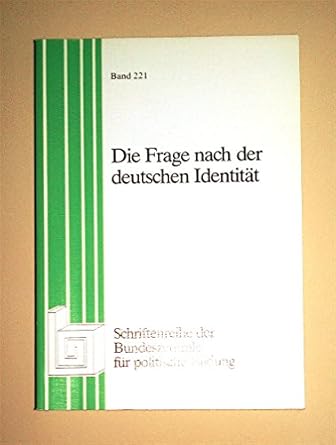 Band 221
Die Frage nach der
deutschen Identität
Schriftenreihe der
Bundeszentrale
für politische Bildung